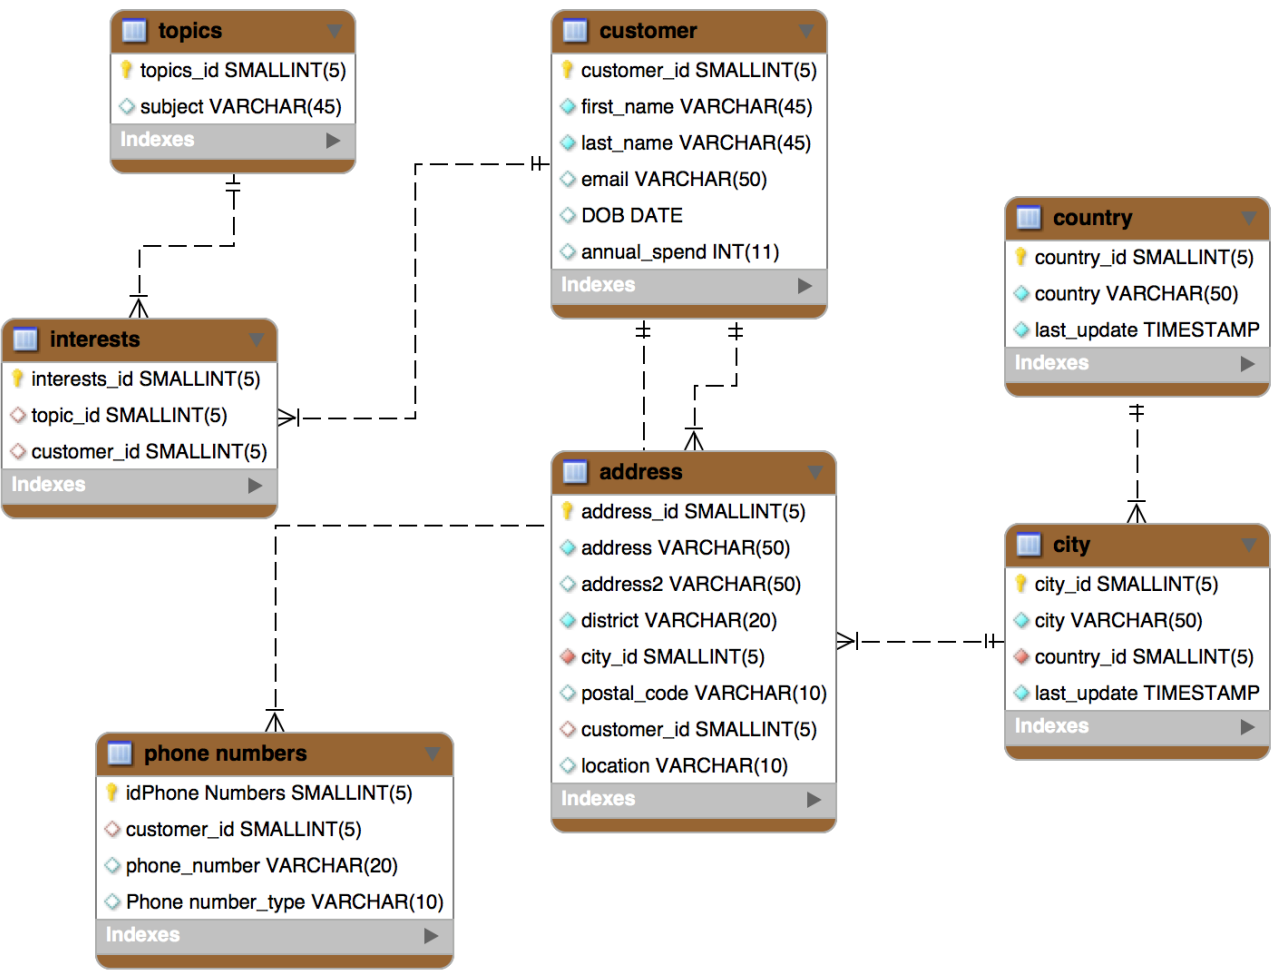 topics
topics_id SMALLINT(5)
subject VARCHAR(45)
Indexes
customer
customer_id SMALLINT(5)
first_name VARCHAR(45)
last_name VARCHAR(45)
email VARCHAR(50)
DOB DATE
annual_spend INT(11)
Indexes
country
country_id SMALLINT(5)
country VARCHAR(50)
last_update TIMESTAMP
Indexes
interests
interests_id SMALLINT(5)
topic_id SMALLINT(5)
customer_id SMALLINT(5)
Indexes
address
address_id SMALLINT(5)
address VARCHAR(50)
address2 VARCHAR(50)
district VARCHAR(20)
city_id SMALLINT(5)
postal_code VARCHAR(10)
customer_id SMALLINT(5)
location VARCHAR(10)
Indexes
city
city_id SMALLINT(5)
city VARCHAR(50)
country_id SMALLINT(5)
last_update TIMESTAMP
Indexes
phone numbers
idPhone Numbers SMALLINT(5)
customer_id SMALLINT(5)
phone_number VARCHAR(20)
Phone number_type VARCHAR(10)
Indexes